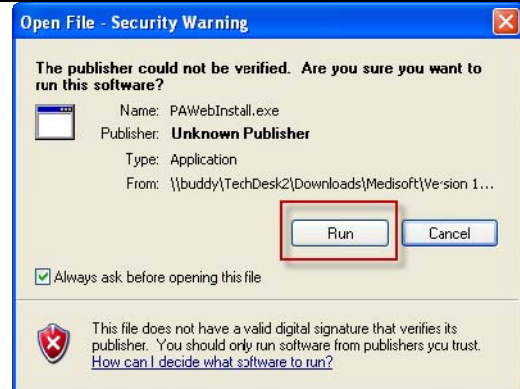 Open File - Security Warning
The publisher could not be verified. Are you sure you want to
run this software?
Name: PAWebInstall.exe
Publisher: Unknown Publisher
Type: Application
From: \\buddy\TechDesk2\Downloads\Medisoft\Version 1...
Run
Cancel
Always ask before opening this file
This file does not have a valid digital signature that verifies its
publisher. You should only run software from publishers you trust.
How can I decide what software to run?